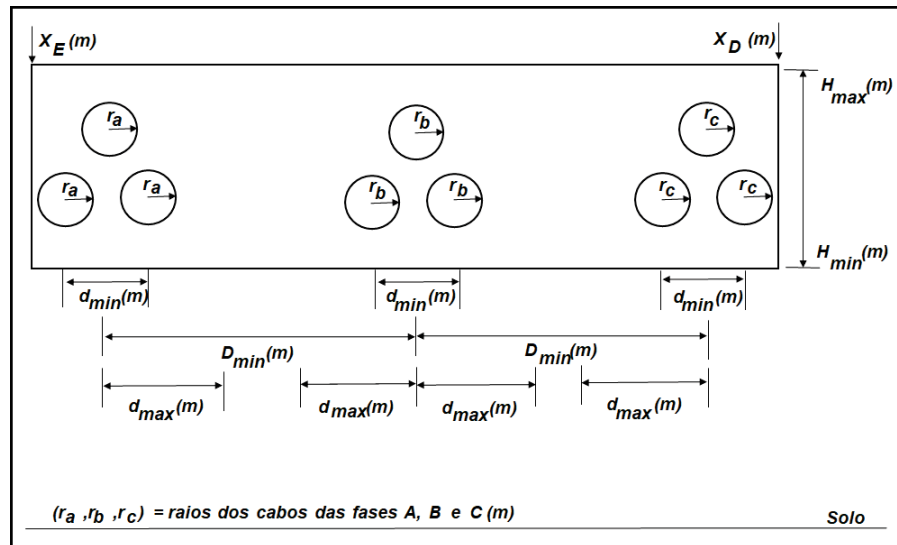 X_E(m) X_D(m)
H_max(m)
r_a r_b r_c
r_a r_a r_b r_b r_c r_c
H_min(m)
d_min(m) d_min(m) d_min(m)
D_min(m) D_min(m)
d_max(m) d_max(m) d_max(m) d_max(m)
(r_a ,r_b ,r_c) = raios dos cabos das fases A, B e C (m) Solo